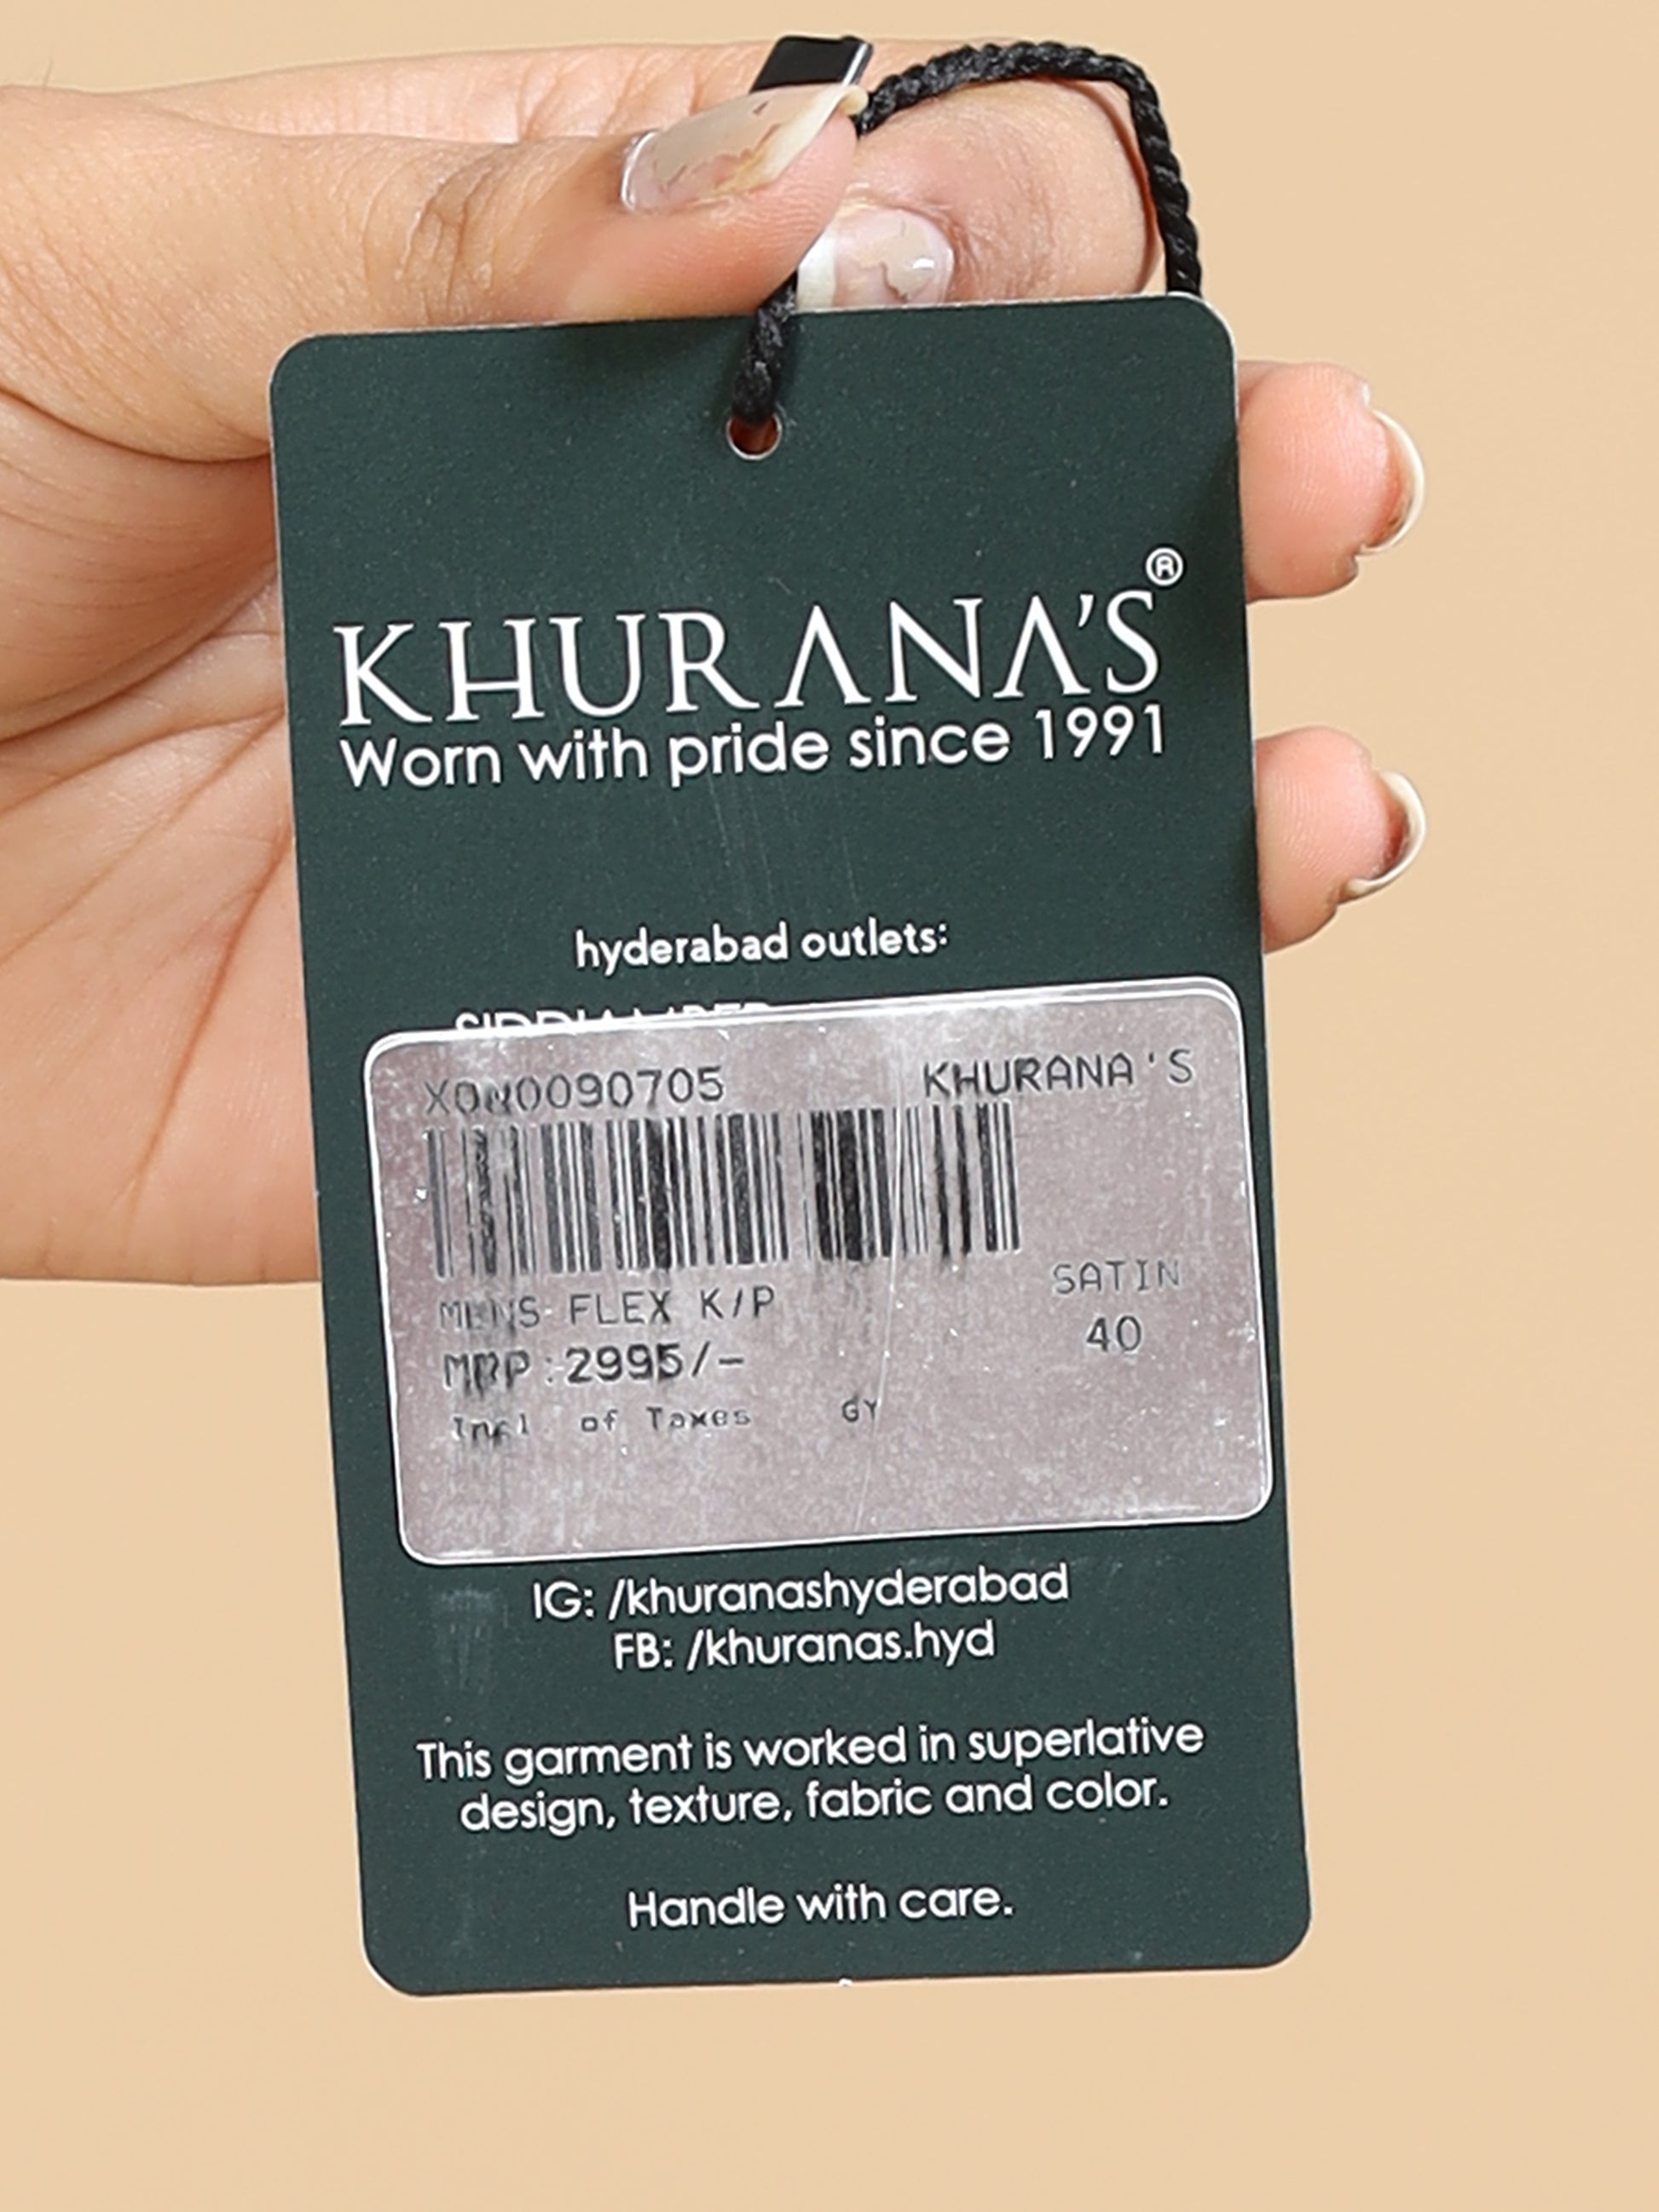 KHURANA'S®
Worn with pride since 1991
hyderabad outlets:
KHURANA'S
SATIN
MENS FLEX K/P
40
MRP:2995/-
Incl of Taxes GY
IG: /khuranashyderabad
FB: /khuranas.hyd
This garment is worked in superlative
design, texture, fabric and color.
Handle with care.